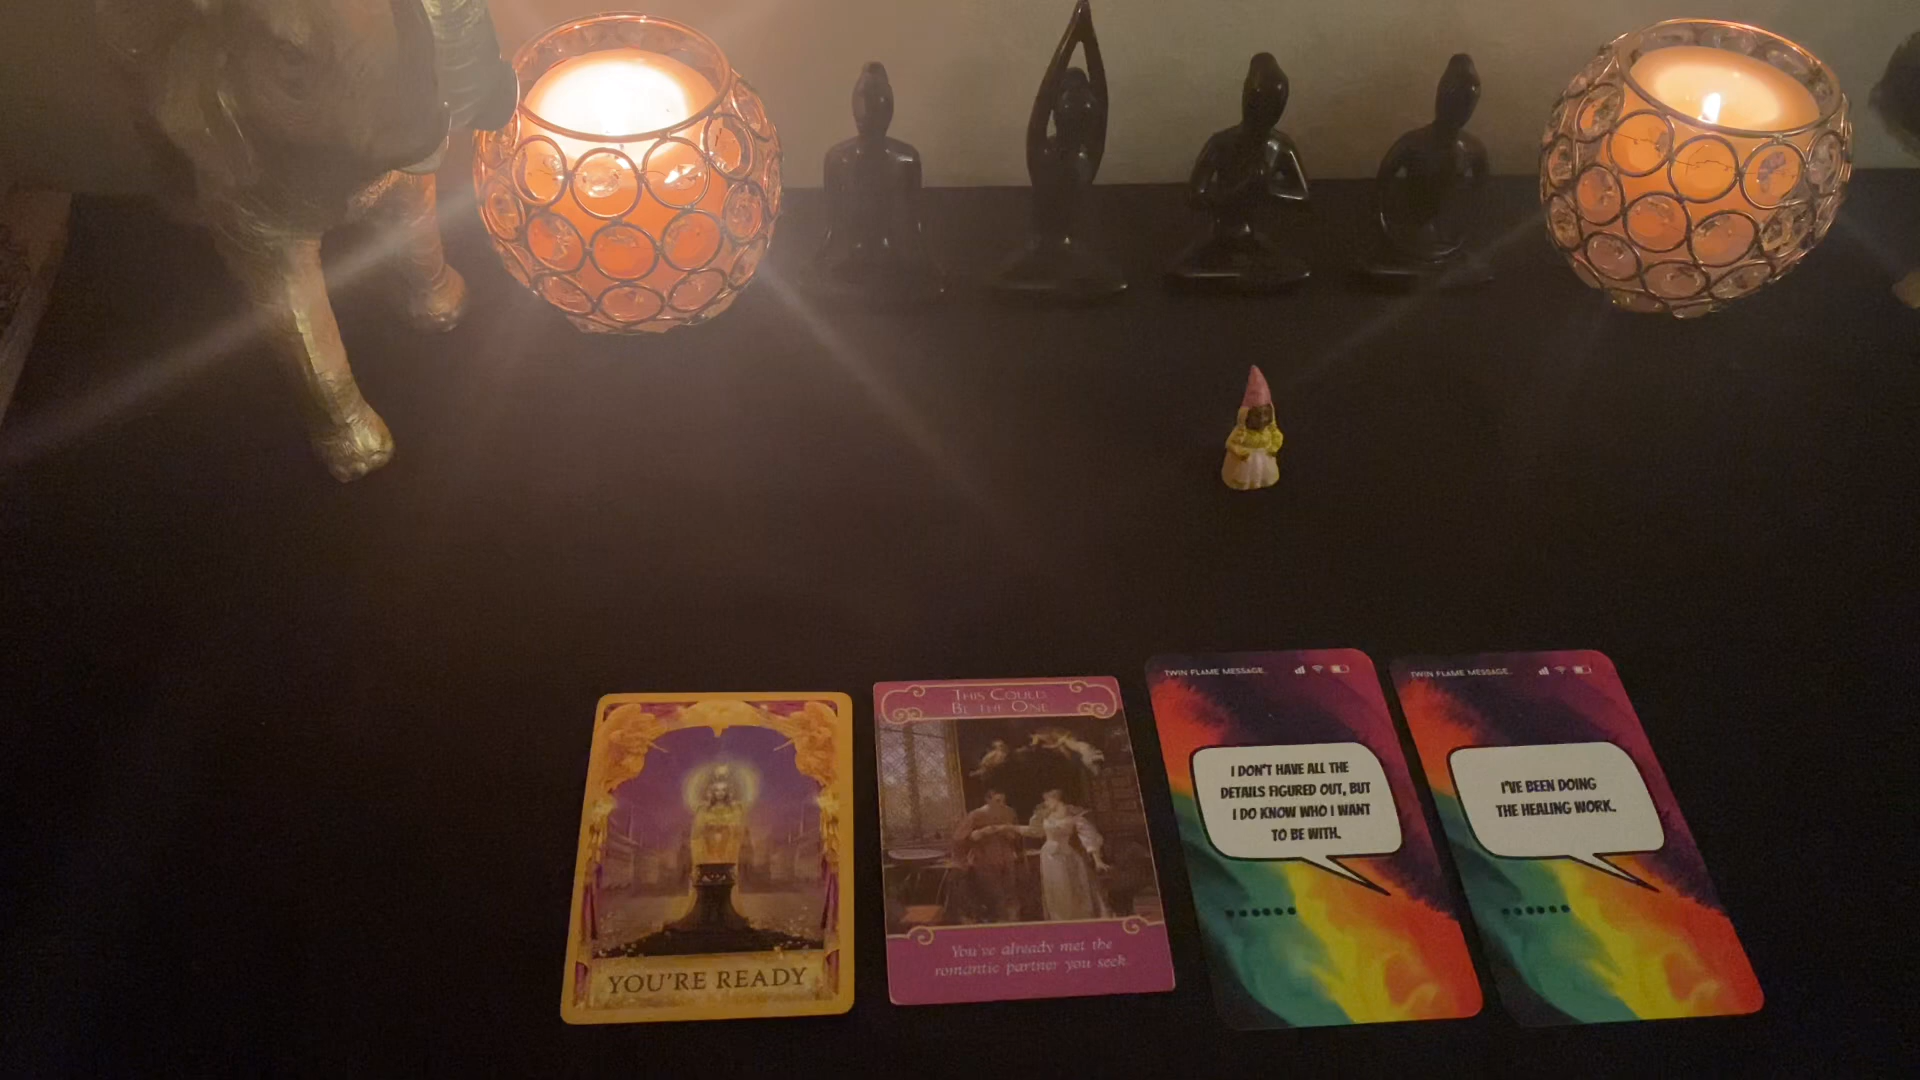 YOU'RE READY
THIS COULD
BE THE ONE
You've already met the
romantic partner you seek.
TWIN FLAME MESSAGE
I DON'T HAVE ALL THE
DETAILS FIGURED OUT, BUT
I DO KNOW WHO I WANT
TO BE WITH.
TWIN FLAME MESSAGE
I'VE BEEN DOING
THE HEALING WORK.